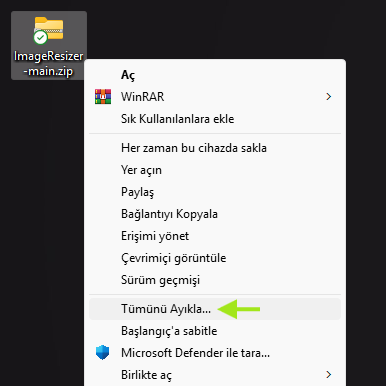 ImageResizer
-main.zip
Aç
WinRAR
Sık Kullanılanlara ekle
Her zaman bu cihazda sakla
Yer açın
Paylaş
Bağlantıyı Kopyala
Erişimi yönet
Çevrimiçi görüntüle
Sürüm geçmişi
Tümünü Ayıkla...
Başlangıç'a sabitle
Microsoft Defender ile tara...
Birlikte aç